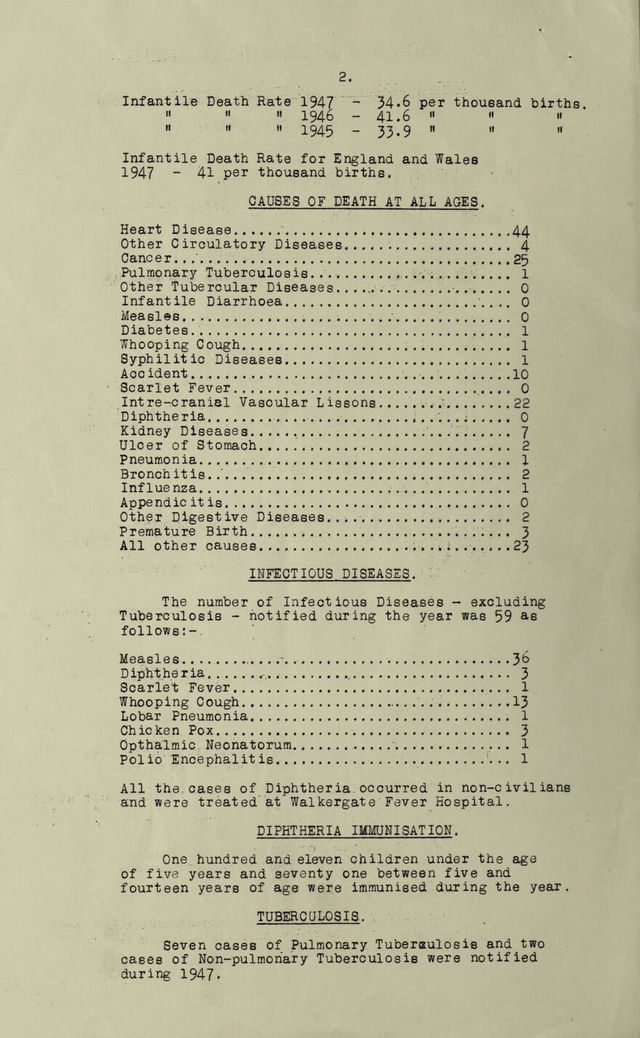 2.
Infantile Death Rate 1947 - 34.6 per thousand births.
" " " 1946 - 41.6 " " "
" " " 1945 - 33.9 " " "
Infantile Death Rate for England and Wales
1947 - 41 per thousand births.
CAUSES OF DEATH AT ALL AGES.
Heart Disease................................44
Other Circulatory Diseases.................... 4
Cancer.......................................25
Pulmonary Tuberculosis........................ 1
Other Tubercular Diseases..................... 0
Infantile Diarrhoea........................... 0
Measles....................................... 0
Diabetes...................................... 1
Whooping Cough................................ 1
Syphilitic Diseases........................... 1
Accident.....................................10
Scarlet Fever................................. 0
Intre-cranial Vascular Lissons................22
Diphtheria.................................... 0
Kidney Diseases............................... 7
Ulcer of Stomach.............................. 2
Pneumonia..................................... 1
Bronchitis.................................... 2
Influenza..................................... 1
Appendicitis.................................. 0
Other Digestive Diseases...................... 2
Premature Birth............................... 3
All other causes..............................23
INFECTIOUS DISEASES.
The number of Infectious Diseases - excluding
Tuberculosis - notified during the year was 59 as
follows:-
Measles.......................................36
Diphtheria.................................... 3
Scarlet Fever................................. 1
Whooping Cough................................13
Lobar Pneumonia............................... 1
Chicken Pox................................... 3
Opthalmic Neonatorum.......................... 1
Polio Encephalitis............................ 1
All the cases of Diphtheria occurred in non-civilians
and were treated at Walkergate Fever Hospital.
DIPHTHERIA IMMUNISATION.
One hundred and eleven children under the age
of five years and seventy one between five and
fourteen years of age were immunised during the year.
TUBERCULOSIS.
Seven cases of Pulmonary Tuberculosis and two
cases of Non-pulmonary Tuberculosis were notified
during 1947.